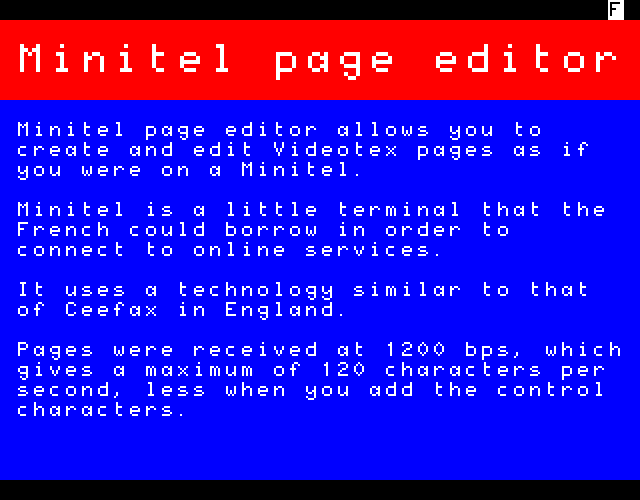 F
Minitel page editor
Minitel page editor allows you to
create and edit Videotex pages as if
you were on a Minitel.
Minitel is a little terminal that the
French could borrow in order to
connect to online services.
It uses a technology similar to that
of Ceefax in England.
Pages were received at 1200 bps, which
gives a maximum of 120 characters per
second, less when you add the control
characters.